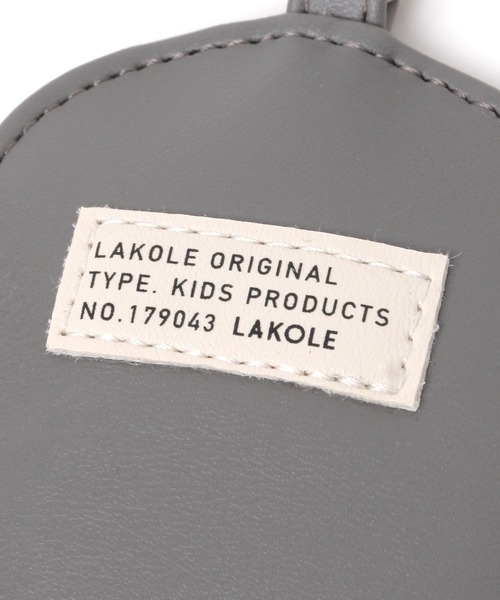 LAKOLE ORIGINAL
TYPE. KIDS PRODUCTS
NO.179043 LAKOLE